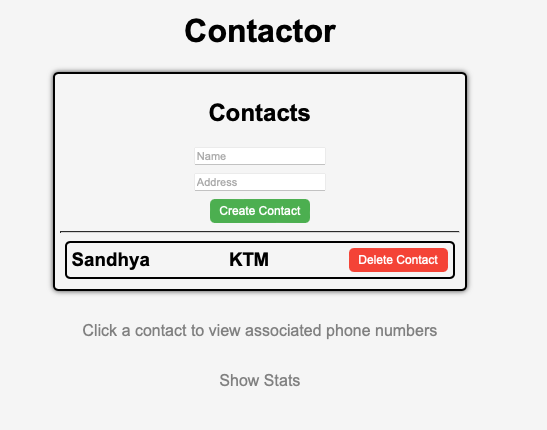 Contactor
Contacts
Name
Address
Create Contact
Sandhya KTM Delete Contact
Click a contact to view associated phone numbers
Show Stats